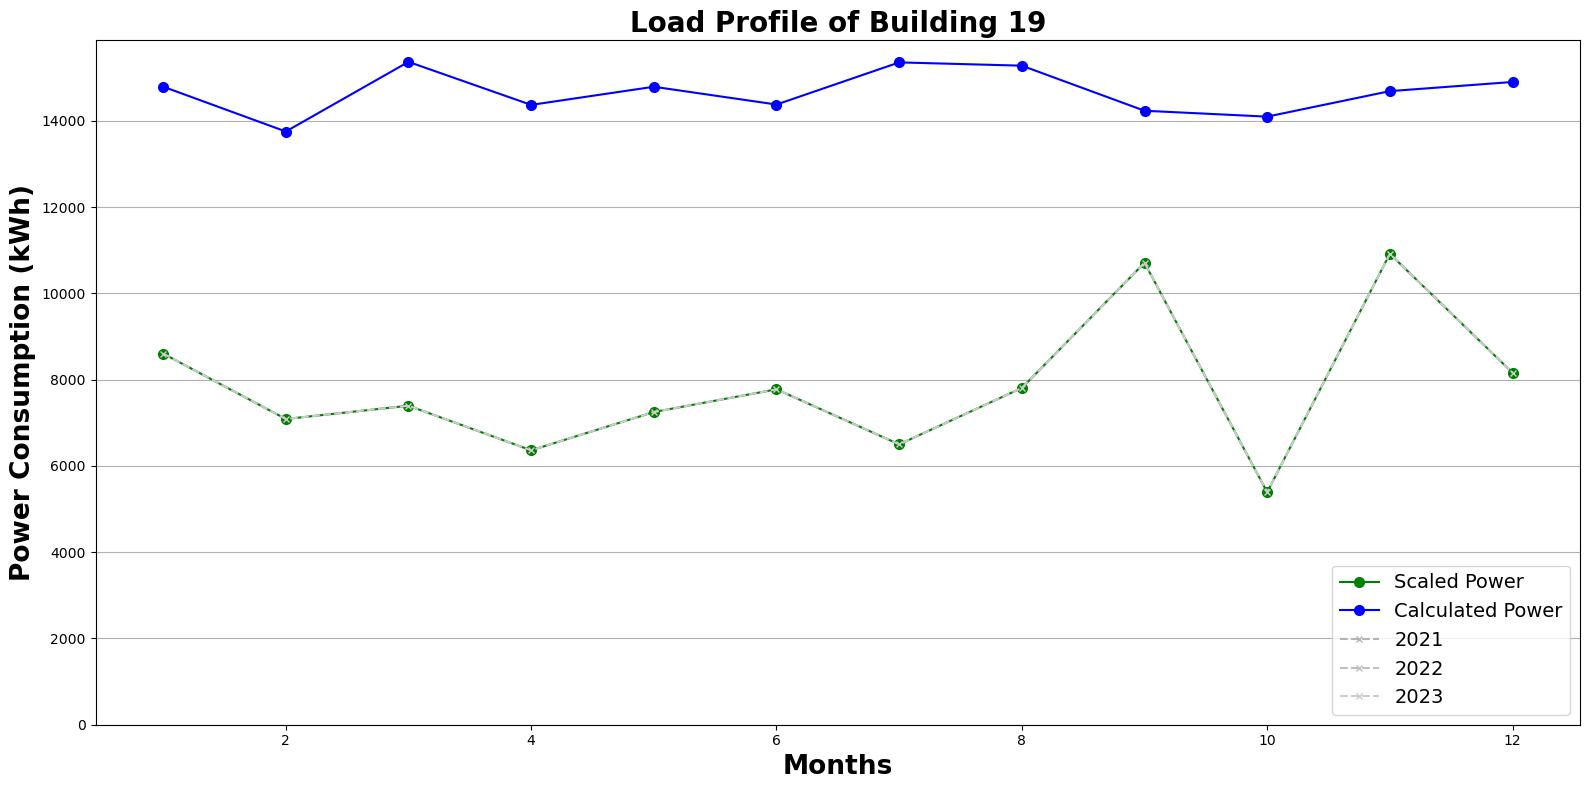 Load Profile of Building 19
Power Consumption (kWh)
14000
12000
10000
8000
6000
4000
2000
0
Scaled Power
Calculated Power
2021
2022
2023
2 4 6 8 10 12
Months